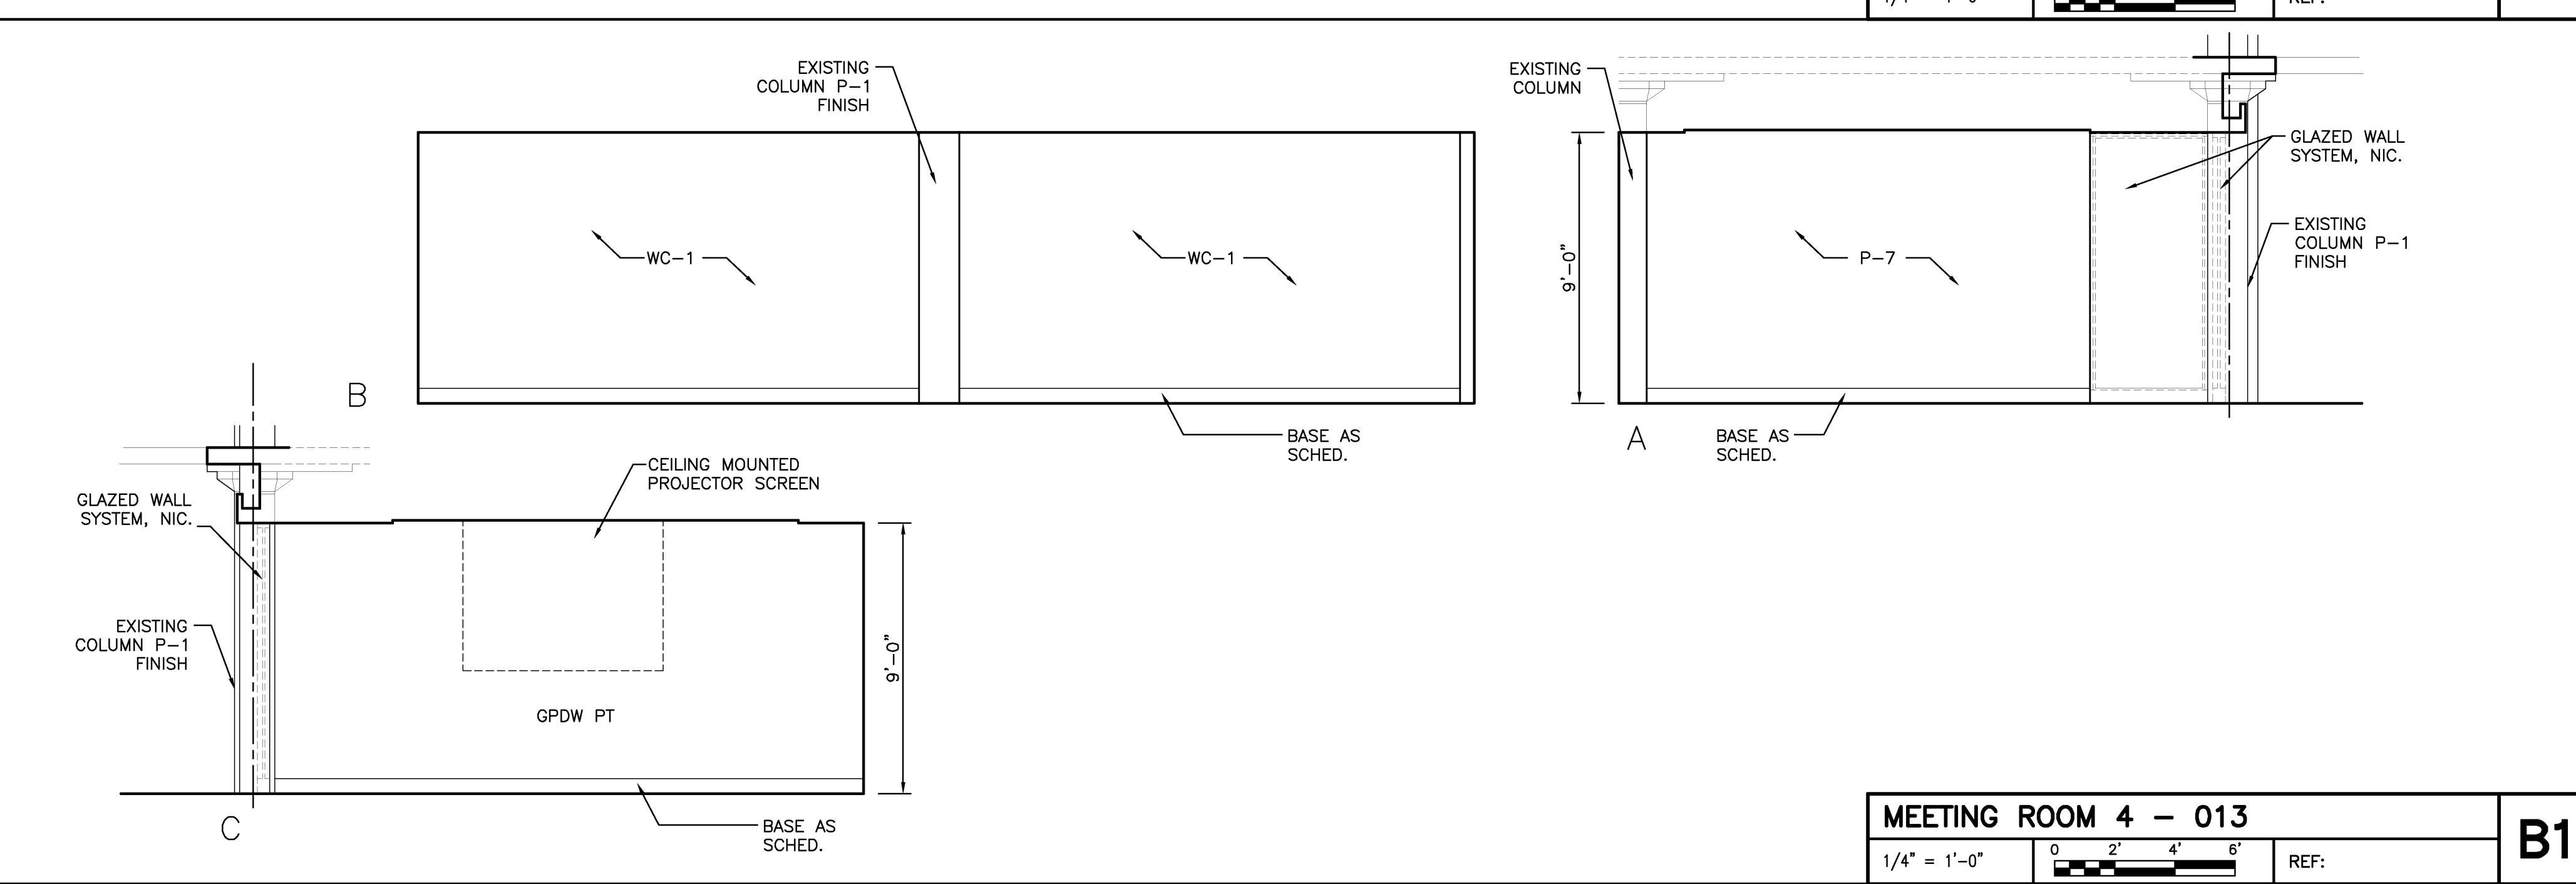 EXISTING
COLUMN P-1
FINISH
WC-1
WC-1
B
BASE AS
SCHED.
EXISTING
COLUMN
9'-0"
P-7
GLAZED WALL
SYSTEM, NIC.
EXISTING
COLUMN P-1
FINISH
A
BASE AS
SCHED.
CEILING MOUNTED
PROJECTOR SCREEN
GLAZED WALL
SYSTEM, NIC.
EXISTING
COLUMN P-1
FINISH
9'-0"
GPDW PT
C
BASE AS
SCHED.
MEETING ROOM 4 - 013
1/4" = 1'-0"
0 2' 4' 6'
REF:
B1